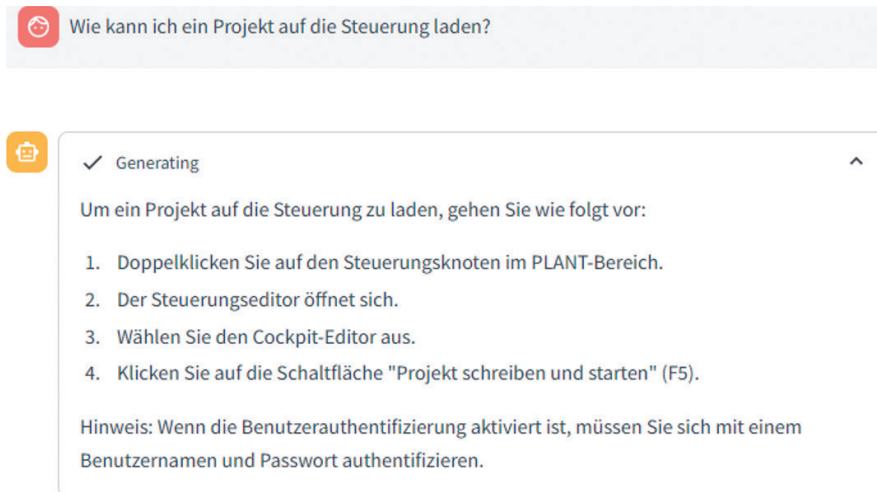 Wie kann ich ein Projekt auf die Steuerung laden?
Generating
Um ein Projekt auf die Steuerung zu laden, gehen Sie wie folgt vor:
1. Doppelklicken Sie auf den Steuerungsknoten im PLANT-Bereich.
2. Der Steuerungseditor öffnet sich.
3. Wählen Sie den Cockpit-Editor aus.
4. Klicken Sie auf die Schaltfläche "Projekt schreiben und starten" (F5).
Hinweis: Wenn die Benutzerauthentifizierung aktiviert ist, müssen Sie sich mit einem
Benutzernamen und Passwort authentifizieren.